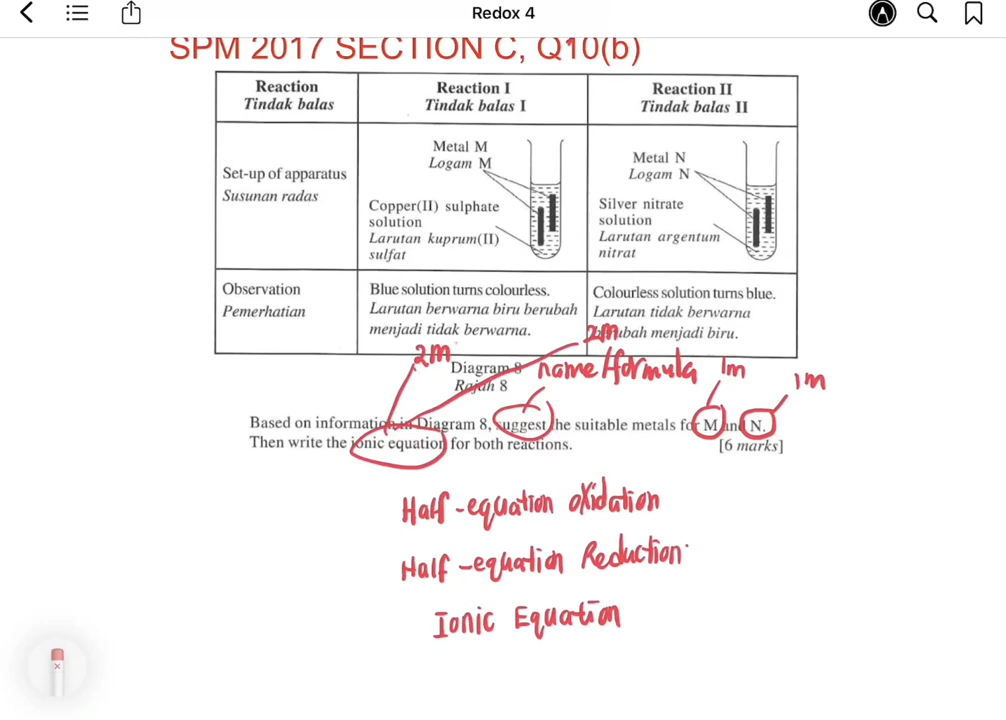 Redox 4
SPM 2017 SECTION C, Q10(b)
Reaction
Tindak balas
Reaction I
Tindak balas I
Reaction II
Tindak balas II
Set-up of apparatus
Susunan radas
Metal M
Logam M
Copper(II) sulphate
solution
Larutan kuprum(II)
sulfat
Metal N
Logam N
Silver nitrate
solution
Larutan argentum
nitrat
Observation
Pemerhatian
Blue solution turns colourless.
Larutan berwarna biru berubah
menjadi tidak berwarna.
Colourless solution turns blue.
Larutan tidak berwarna
berubah menjadi biru.
2m
2m
Diagram 8
Rajah 8
name/formula
1m
1m
Based on information in Diagram 8, suggest the suitable metals for M and N.
Then write the ionic equation for both reactions.
[6 marks]
Half-equation oxidation
Half-equation Reduction.
Ionic Equation